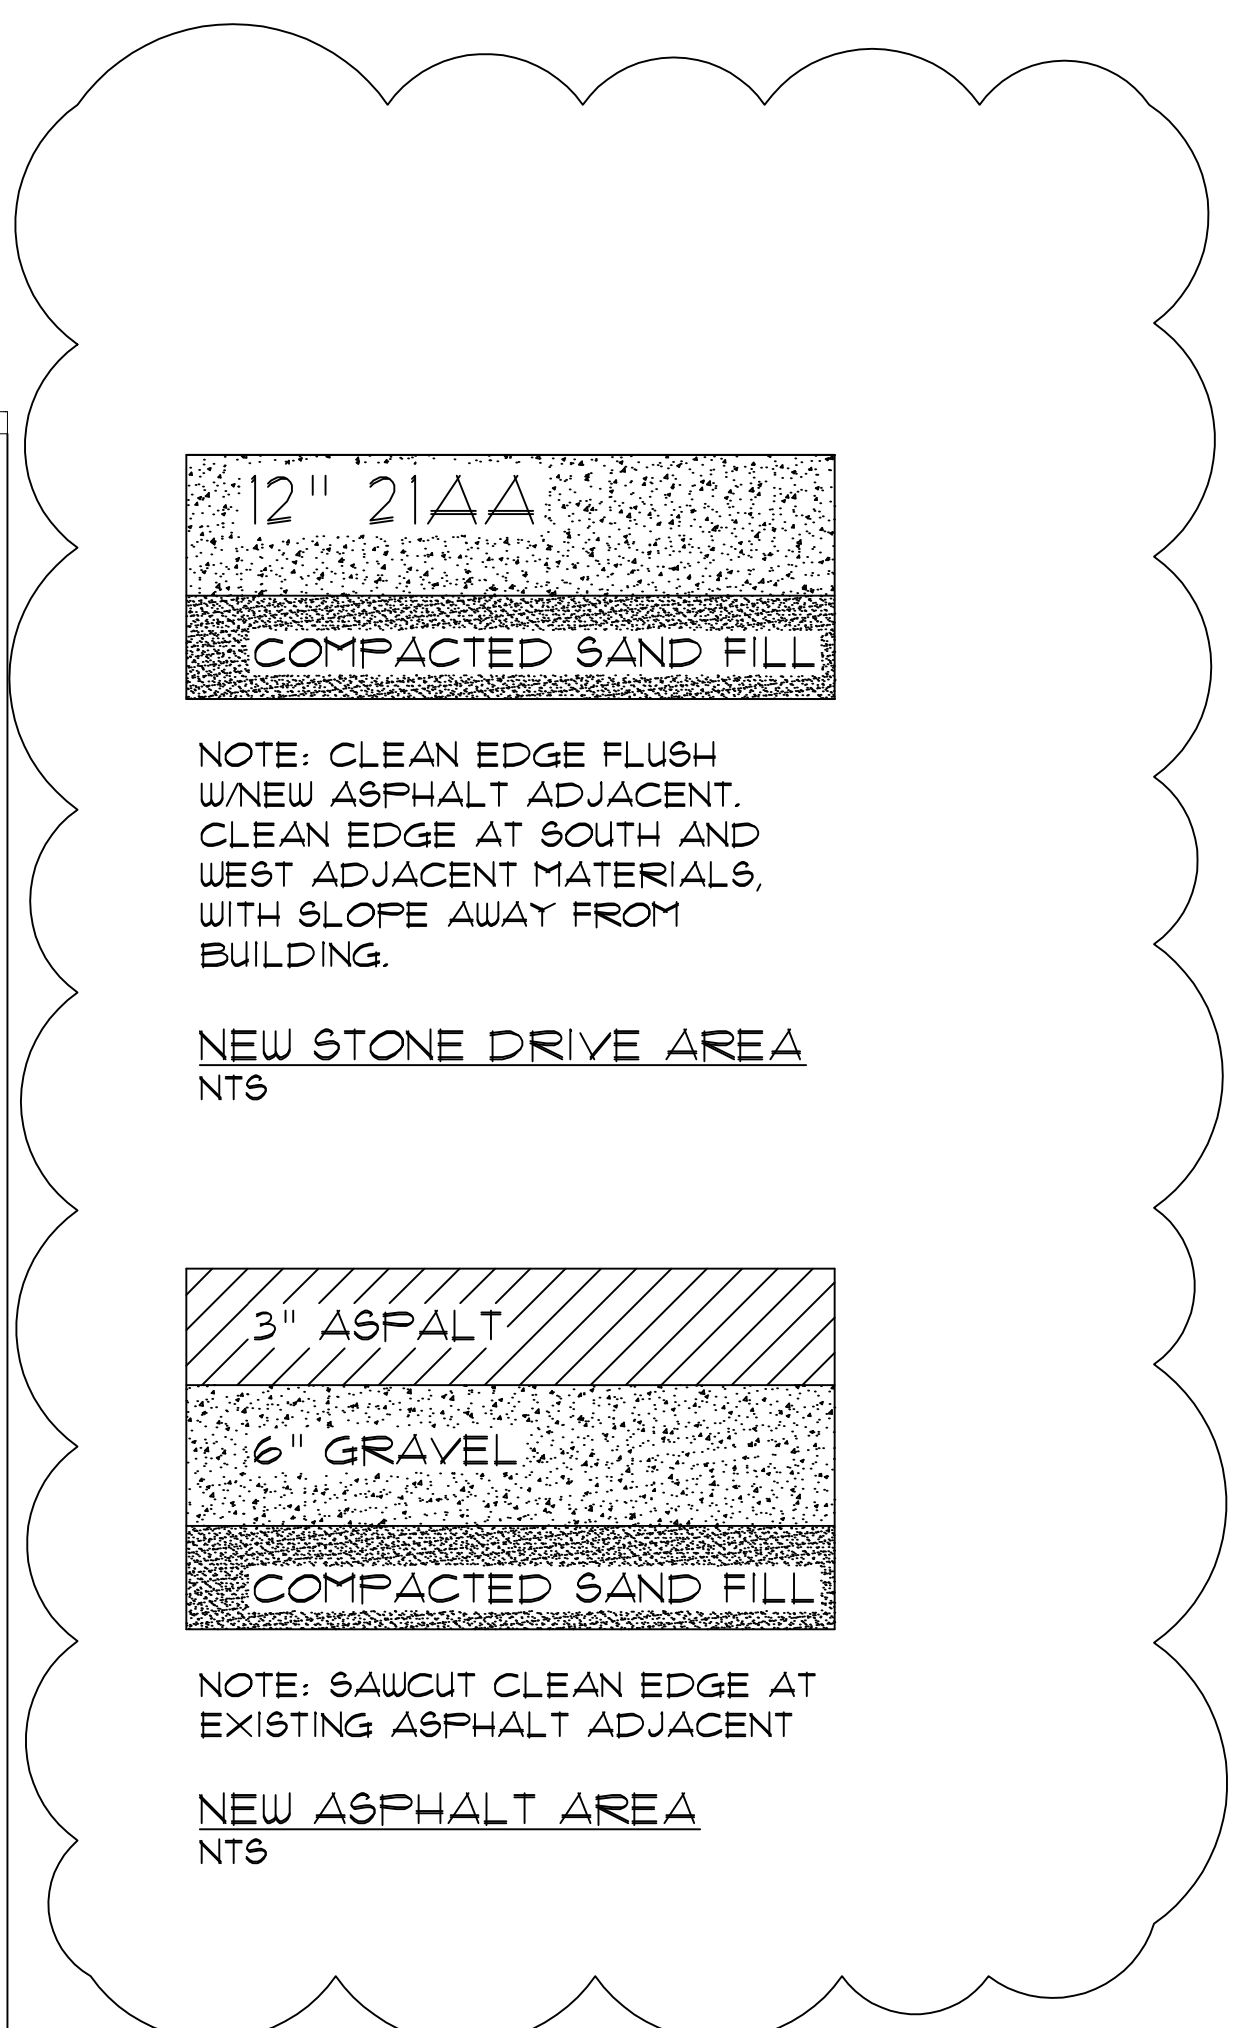 12" 21AA
COMPACTED SAND FILL
NOTE: CLEAN EDGE FLUSH
W/NEW ASPHALT ADJACENT.
CLEAN EDGE AT SOUTH AND
WEST ADJACENT MATERIALS,
WITH SLOPE AWAY FROM
BUILDING.
NEW STONE DRIVE AREA
NTS
3" ASPALT
6" GRAVEL
COMPACTED SAND FILL
NOTE: SAWCUT CLEAN EDGE AT
EXISTING ASPHALT ADJACENT
NEW ASPHALT AREA
NTS